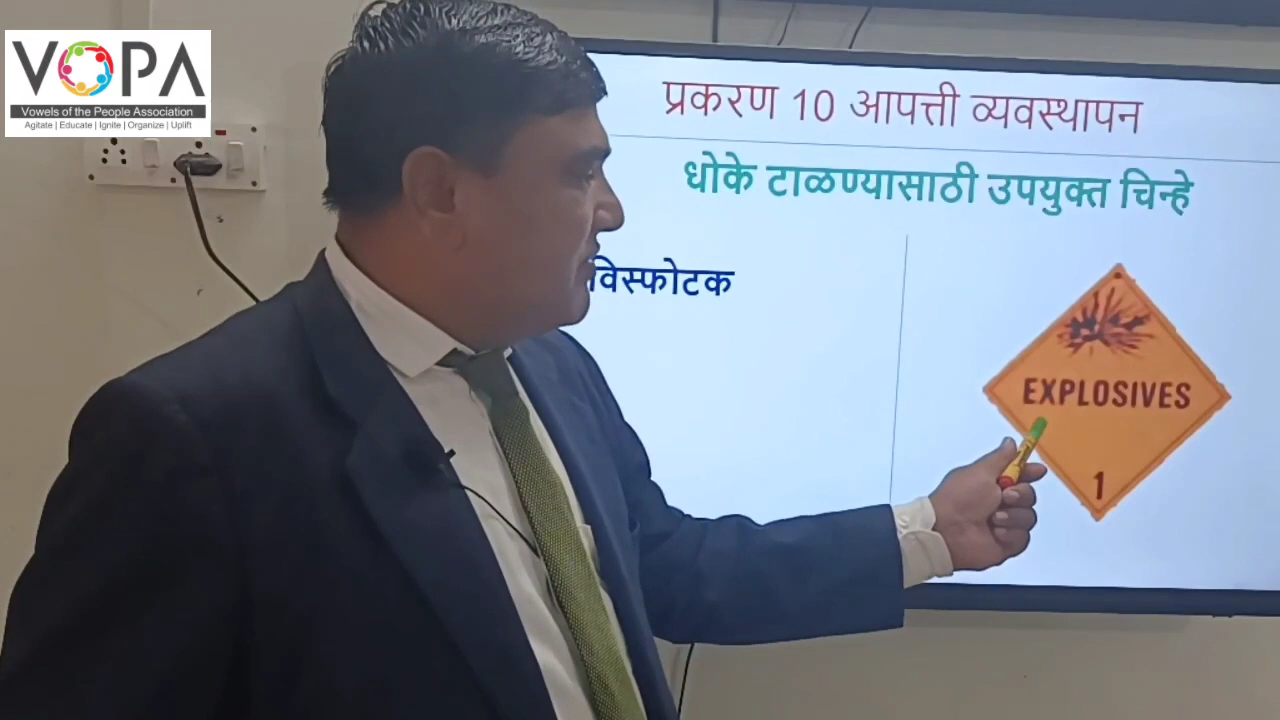 VOPA
Vowels of the People Association
Agitate | Educate | Ignite | Organize | Uplift
प्रकरण 10 आपत्ती व्यवस्थापन
धोके टाळण्यासाठी उपयुक्त चिन्हे
विस्फोटक
EXPLOSIVES
1